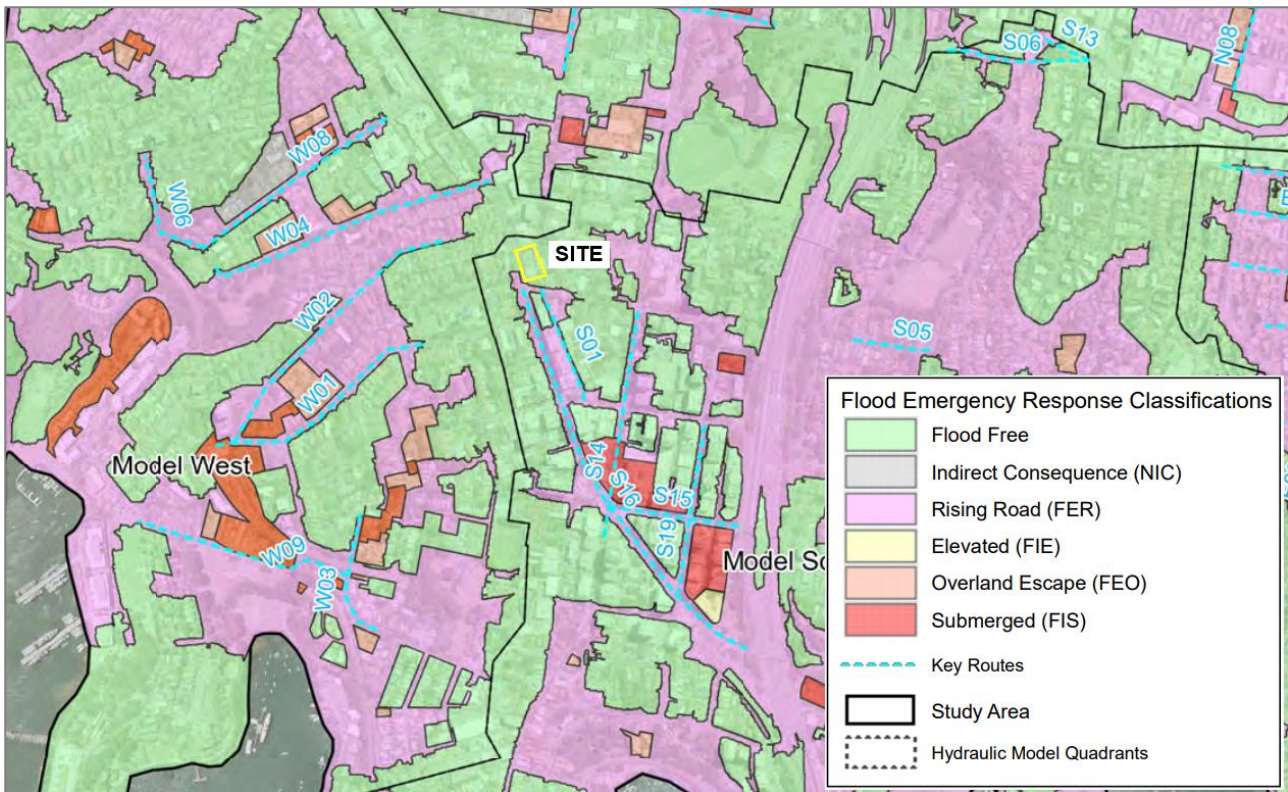 S06
S13
N08
W08
W06
W04
SITE
W02
S01
S05
W01
Flood Emergency Response Classifications
Flood Free
Indirect Consequence (NIC)
Rising Road (FER)
Elevated (FIE)
Overland Escape (FEO)
Submerged (FIS)
Key Routes
Study Area
Hydraulic Model Quadrants
Model West
S14
S16
S15
S19
W09
W03
Model So